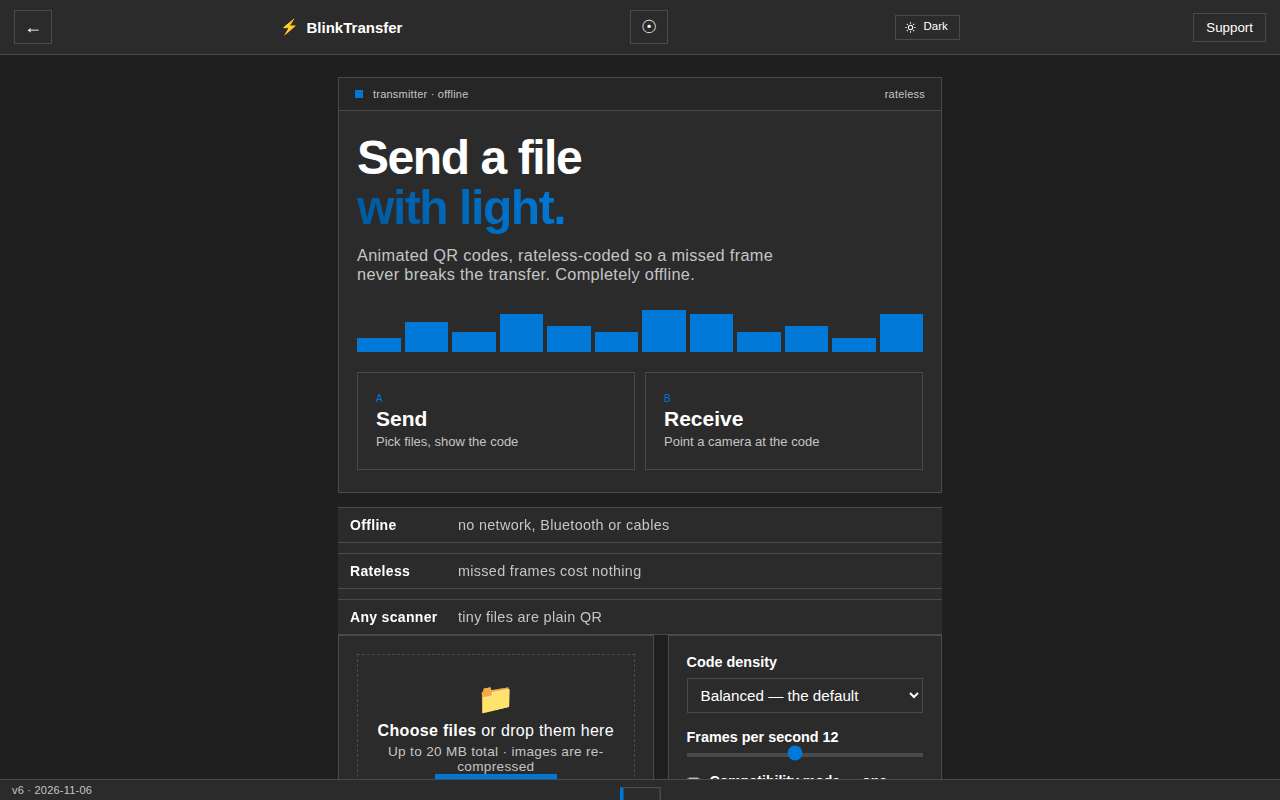 ←
⚡ BlinkTransfer
Dark
Support
transmitter · offline
rateless
Send a file
with light.
Animated QR codes, rateless-coded so a missed frame
never breaks the transfer. Completely offline.
A
Send
Pick files, show the code
B
Receive
Point a camera at the code
Offline
no network, Bluetooth or cables
Rateless
missed frames cost nothing
Any scanner
tiny files are plain QR
Choose files or drop them here
Up to 20 MB total · images are re-
compressed
Code density
Balanced — the default
Frames per second 12
Compatibility mode — one
v6 · 2026-11-06